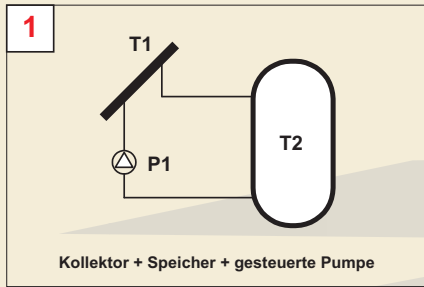 1
T1
T2
P1
Kollektor + Speicher + gesteuerte Pumpe